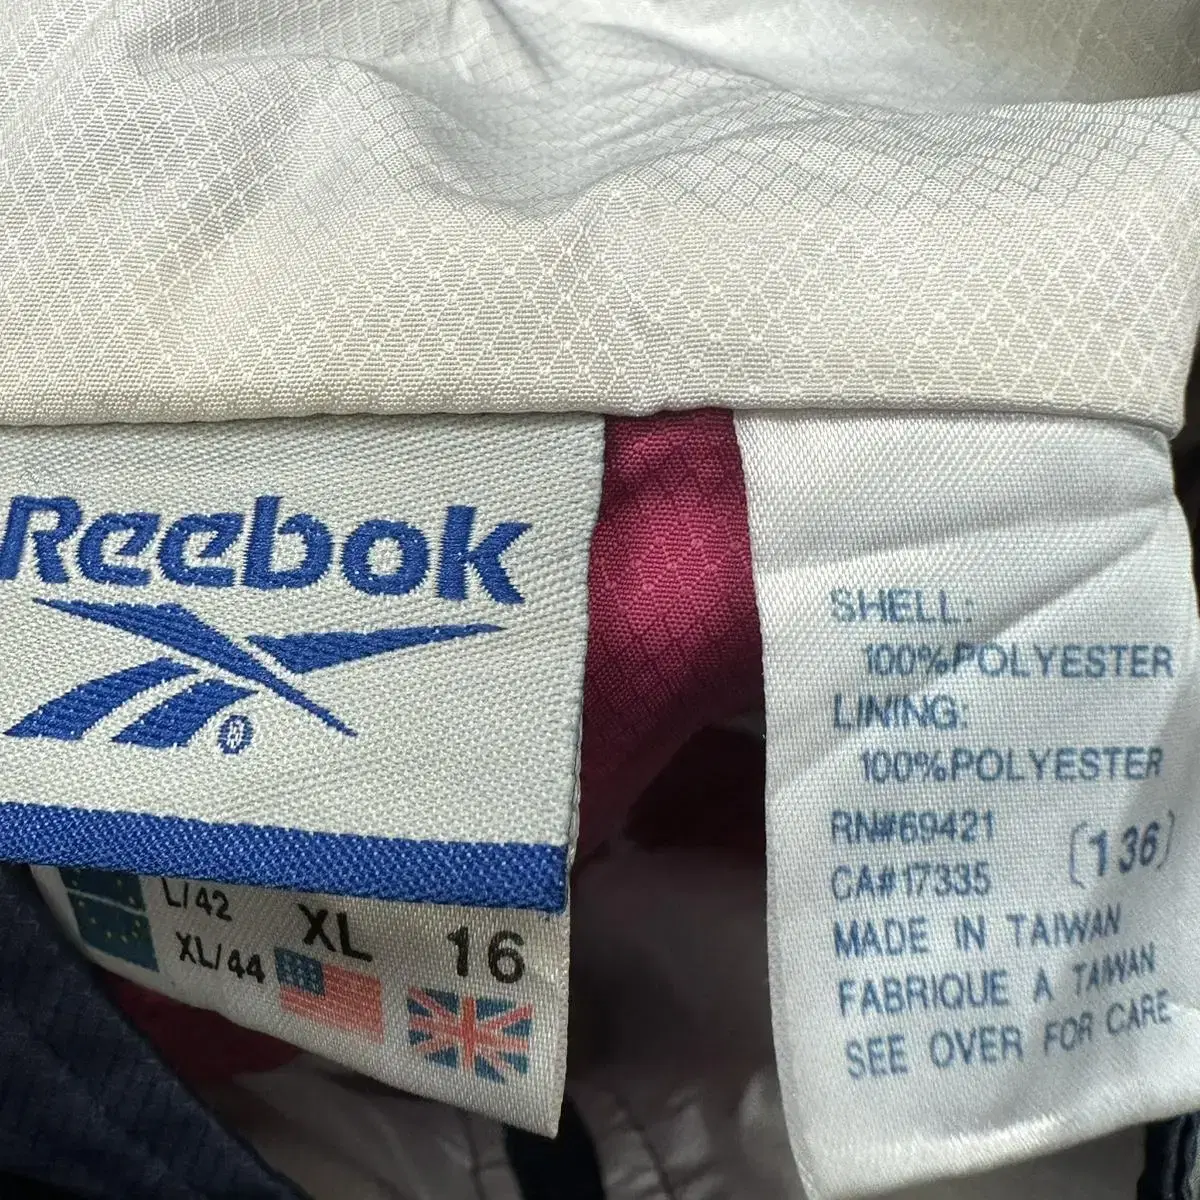 Reebok
®
L/42
XL/44
XL
16
SHELL:
100%POLYESTER
LINING:
100%POLYESTER
RN#69421
CA#17335
(136)
MADE IN TAIWAN
FABRIQUE A TAIWAN
SEE OVER FOR CARE